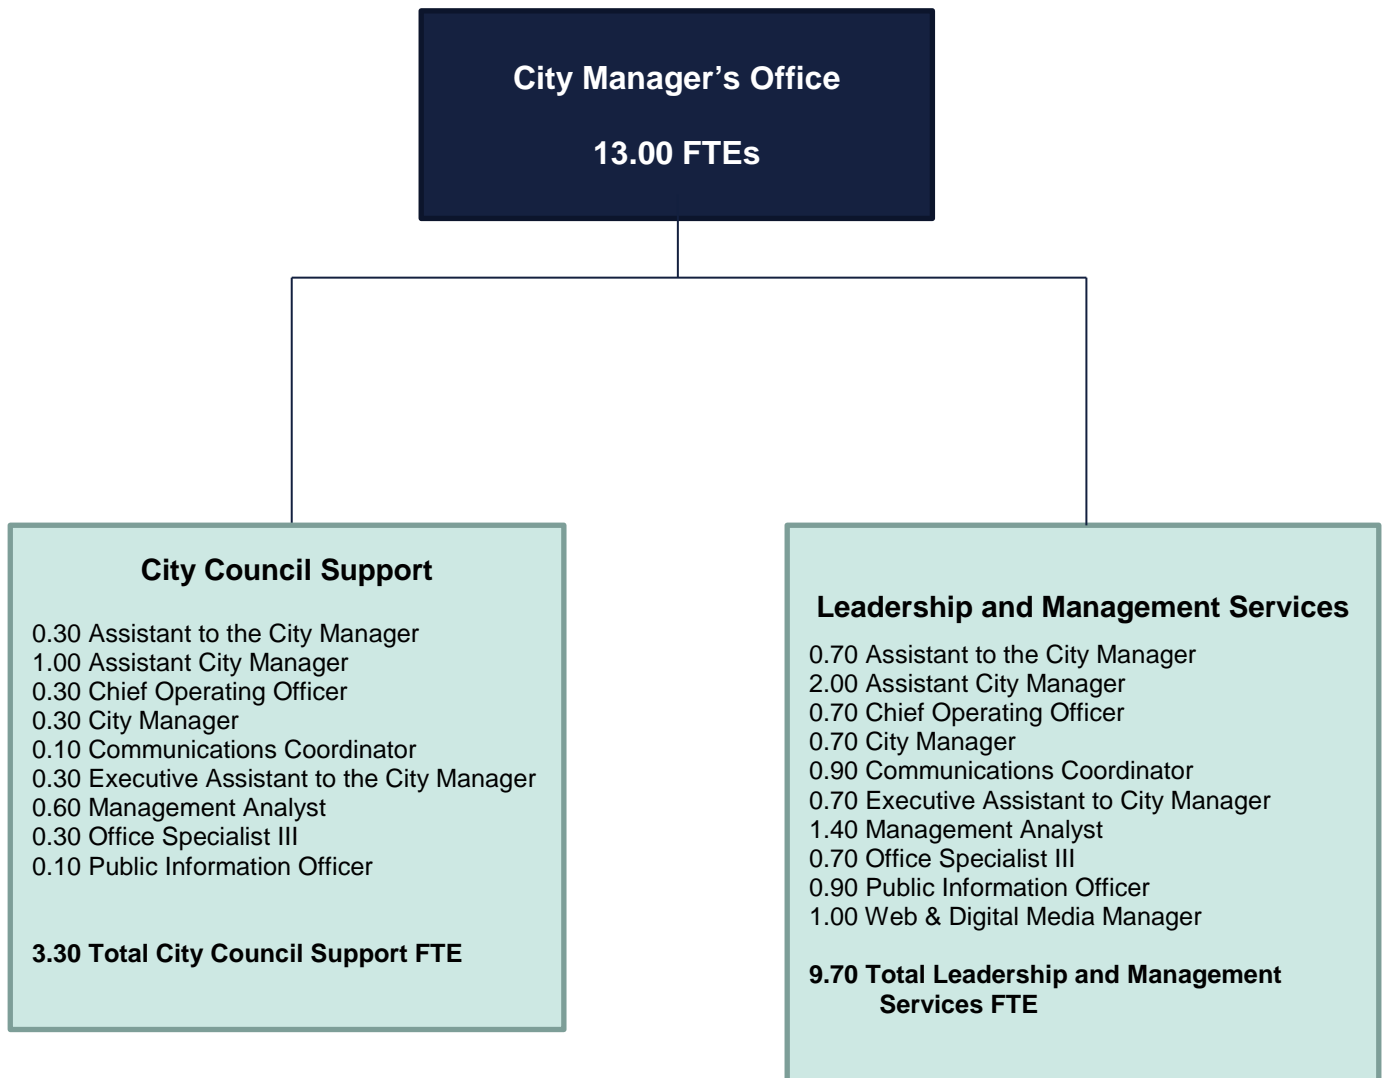 City Manager’s Office
13.00 FTEs
City Council Support
0.30 Assistant to the City Manager
1.00 Assistant City Manager
0.30 Chief Operating Officer
0.30 City Manager
0.10 Communications Coordinator
0.30 Executive Assistant to the City Manager
0.60 Management Analyst
0.30 Office Specialist III
0.10 Public Information Officer
3.30 Total City Council Support FTE
Leadership and Management Services
0.70 Assistant to the City Manager
2.00 Assistant City Manager
0.70 Chief Operating Officer
0.70 City Manager
0.90 Communications Coordinator
0.70 Executive Assistant to City Manager
1.40 Management Analyst
0.70 Office Specialist III
0.90 Public Information Officer
1.00 Web & Digital Media Manager
9.70 Total Leadership and Management
Services FTE